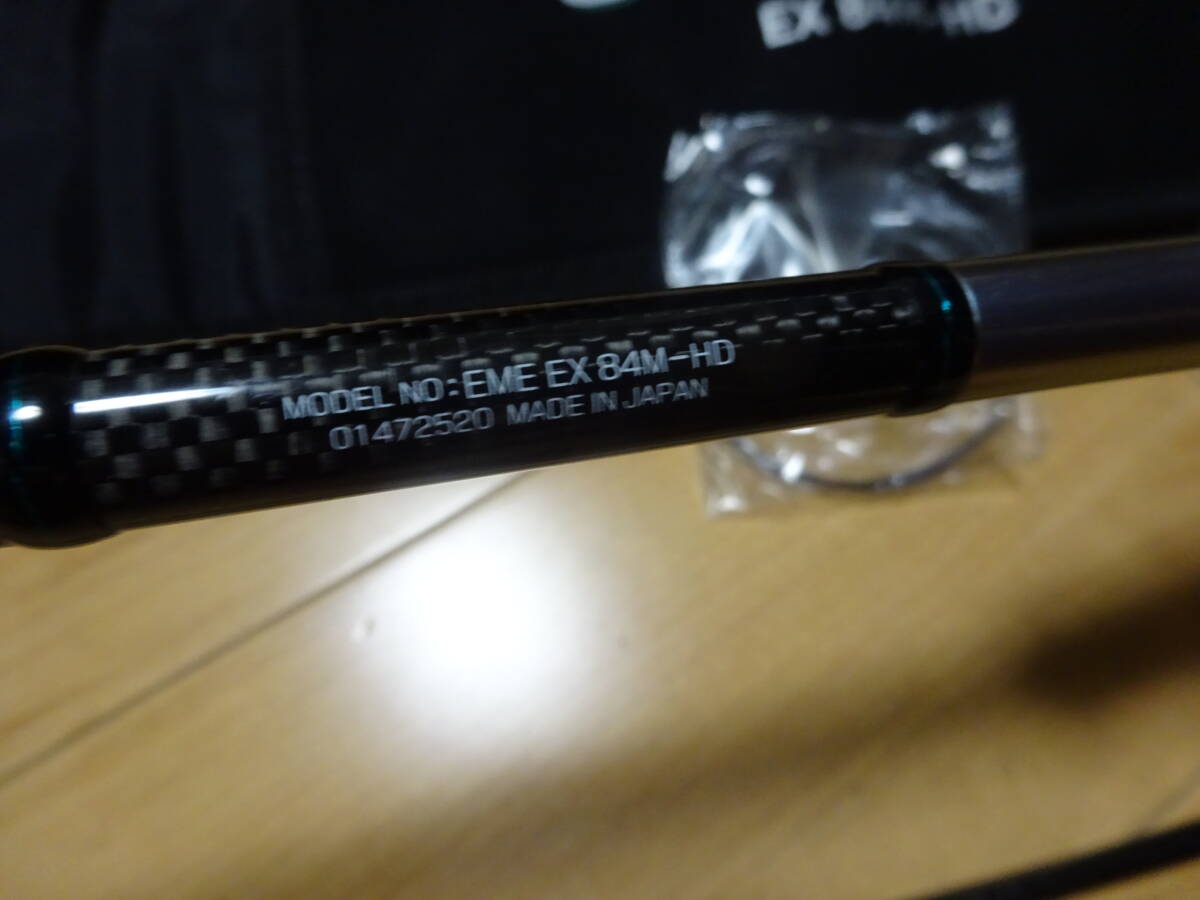 EX 84M-HD
MODEL NO:EME EX 84M-HD
01472520 MADE IN JAPAN